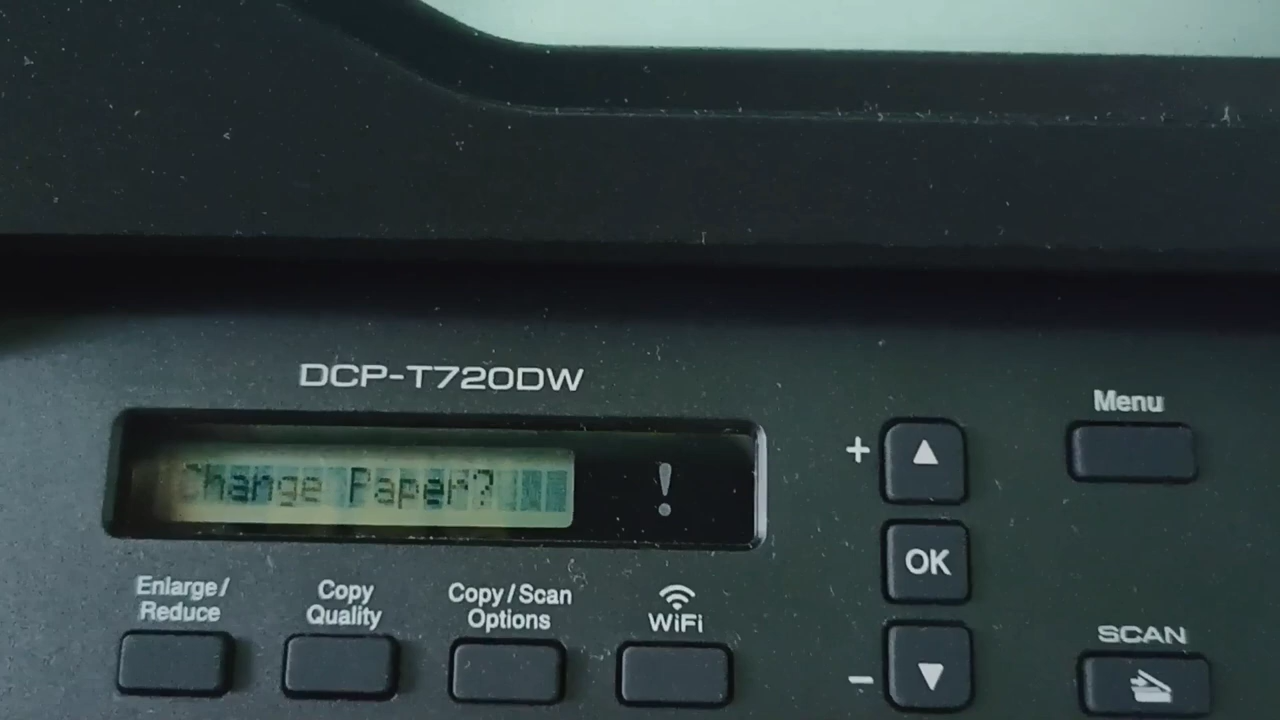 DCP-T720DW
Change Paper?
!
+
Menu
OK
Enlarge/
Reduce
Copy
Quality
Copy/Scan
Options
WiFi
−
SCAN